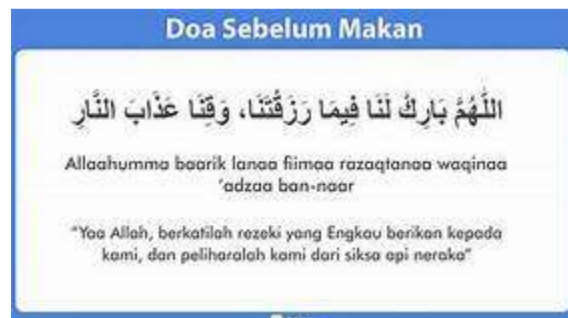 Doa Sebelum Makan
اللّٰهُمَّ بَارِكْ لَنَا فِيمَا رَزَقْتَنَا، وَقِنَا عَذَابَ النَّارِ
Allaahumma baarik lanaa fiimaa razaqtanaa waqinaa
'adzaa ban-naar
"Yaa Allah, berkatilah rezeki yang Engkau berikan kepada
kami, dan peliharalah kami dari siksa api neraka"